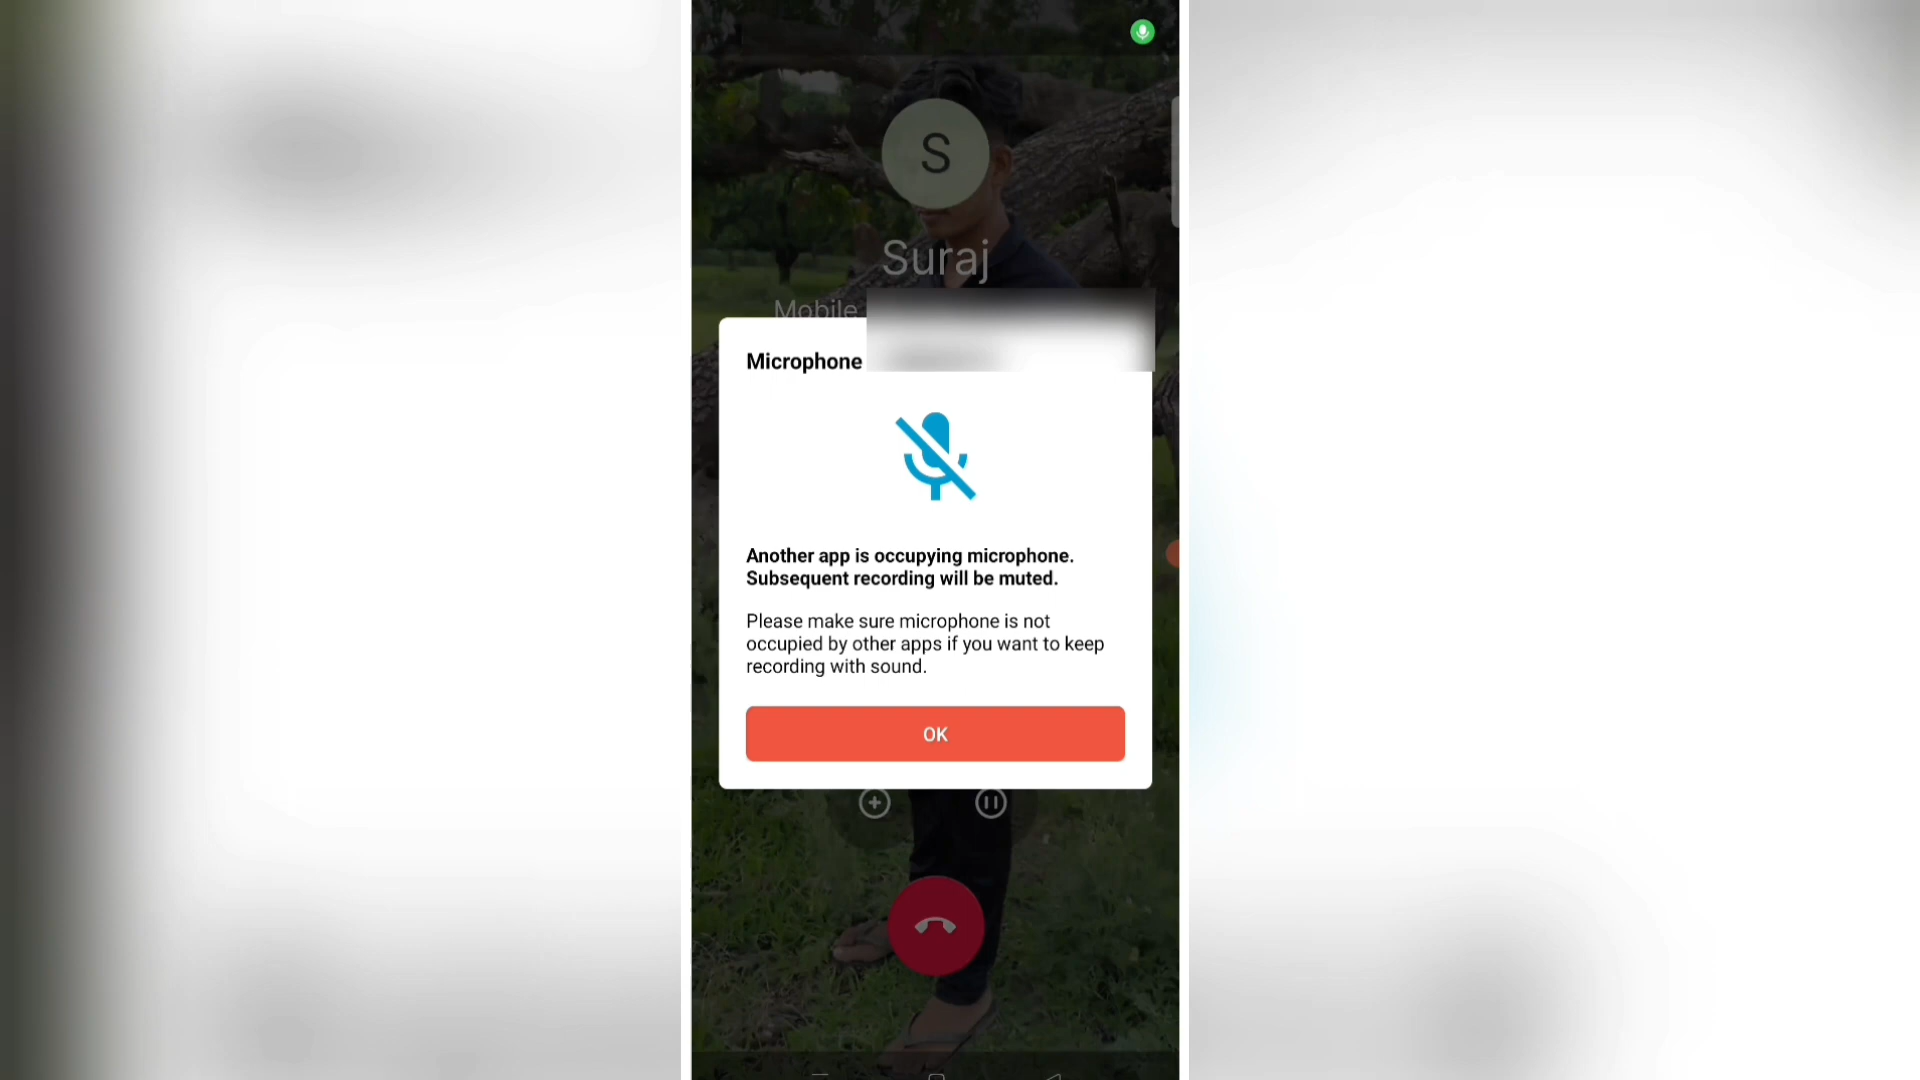 S
Suraj
Mobile
Microphone
Another app is occupying microphone.
Subsequent recording will be muted.
Please make sure microphone is not
occupied by other apps if you want to keep
recording with sound.
OK